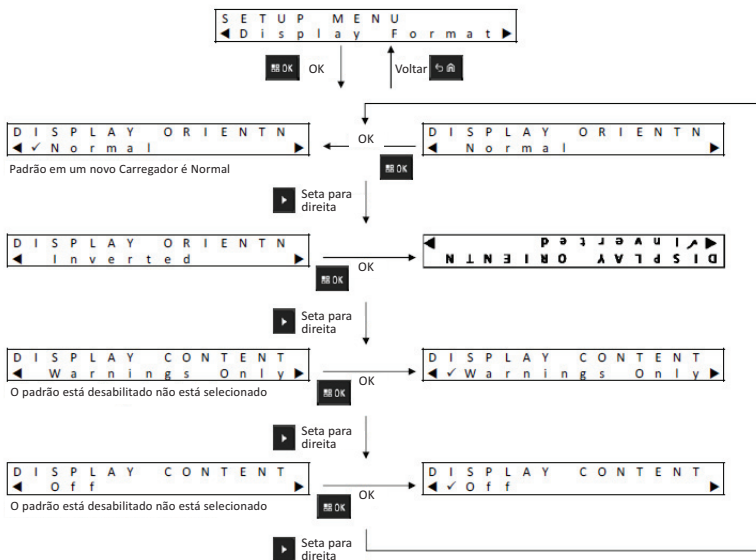 SETUP MENU
◀Display Format▶
OK OK Voltar
DISPLAY ORIENTN OK DISPLAY ORIENTN
◀✓Normal ▶ ◀ Normal ▶
OK
Padrão em um novo Carregador é Normal
Seta para
direita
DISPLAY ORIENTN DISPLAY ORIENTN
◀ Inverted ▶ ◀✓Inverted ▶
OK
OK
Seta para
direita
DISPLAY CONTENT DISPLAY CONTENT
◀ Warnings Only▶ ◀✓Warnings Only▶
OK
O padrão está desabilitado não está selecionado
OK
Seta para
direita
DISPLAY CONTENT DISPLAY CONTENT
◀ Off ▶ ◀✓Off ▶
OK
O padrão está desabilitado não está selecionado
OK
Seta para
direita